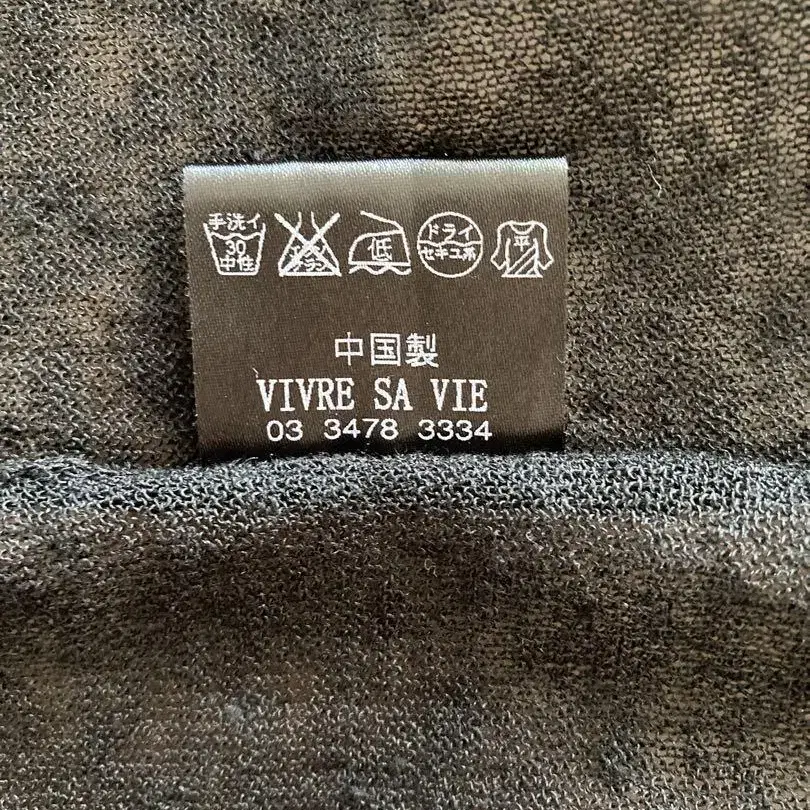 手洗イ
30
中性
低
ドライ
セキユ系
平
中国製
VIVRE SA VIE
03 3478 3334